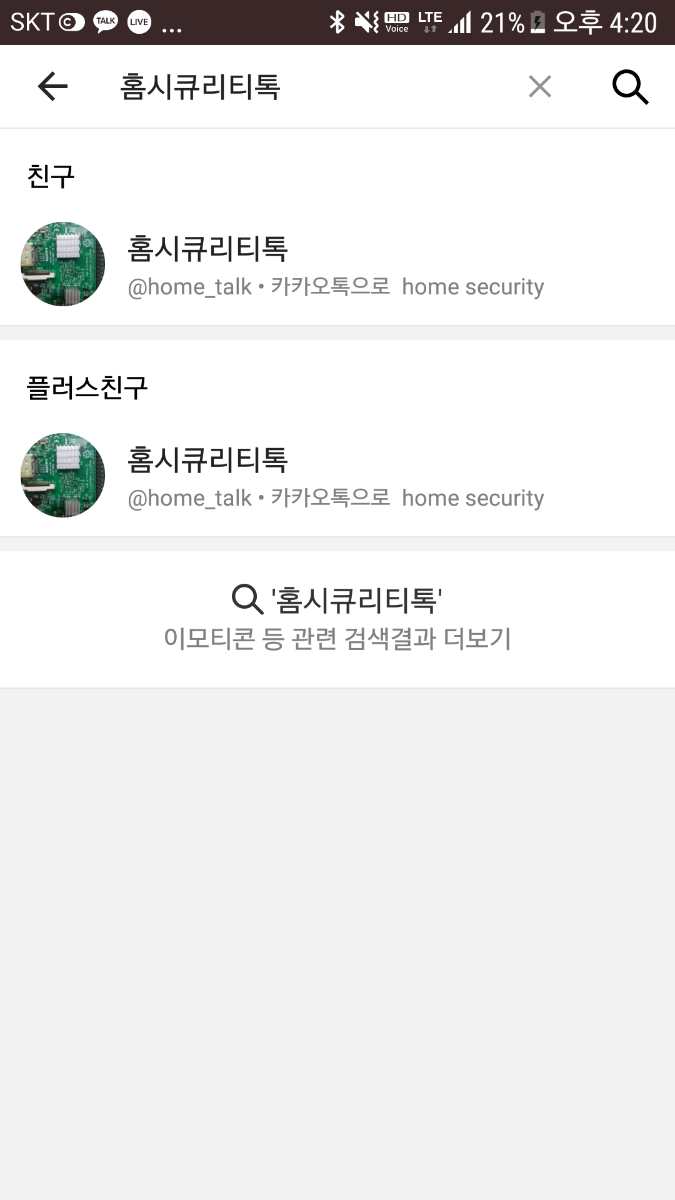 SKT TALK LIVE ... HD Voice LTE 21% 오후 4:20
홈시큐리티톡
친구
홈시큐리티톡
@home_talk • 카카오톡으로 home security
플러스친구
홈시큐리티톡
@home_talk • 카카오톡으로 home security
'홈시큐리티톡'
이모티콘 등 관련 검색결과 더보기